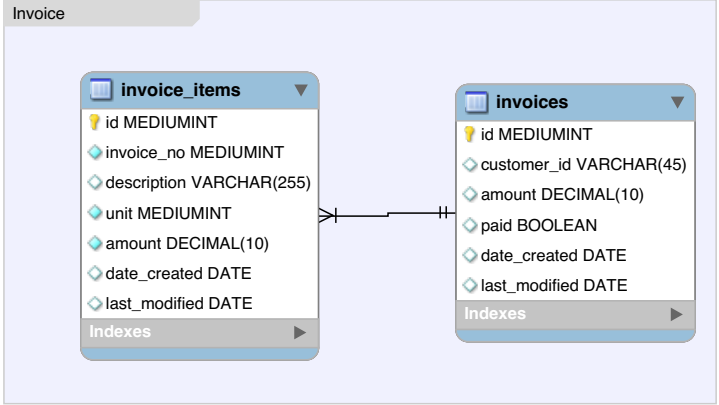 Invoice
invoice_items
id MEDIUMINT
invoice_no MEDIUMINT
description VARCHAR(255)
unit MEDIUMINT
amount DECIMAL(10)
date_created DATE
last_modified DATE
Indexes
invoices
id MEDIUMINT
customer_id VARCHAR(45)
amount DECIMAL(10)
paid BOOLEAN
date_created DATE
last_modified DATE
Indexes